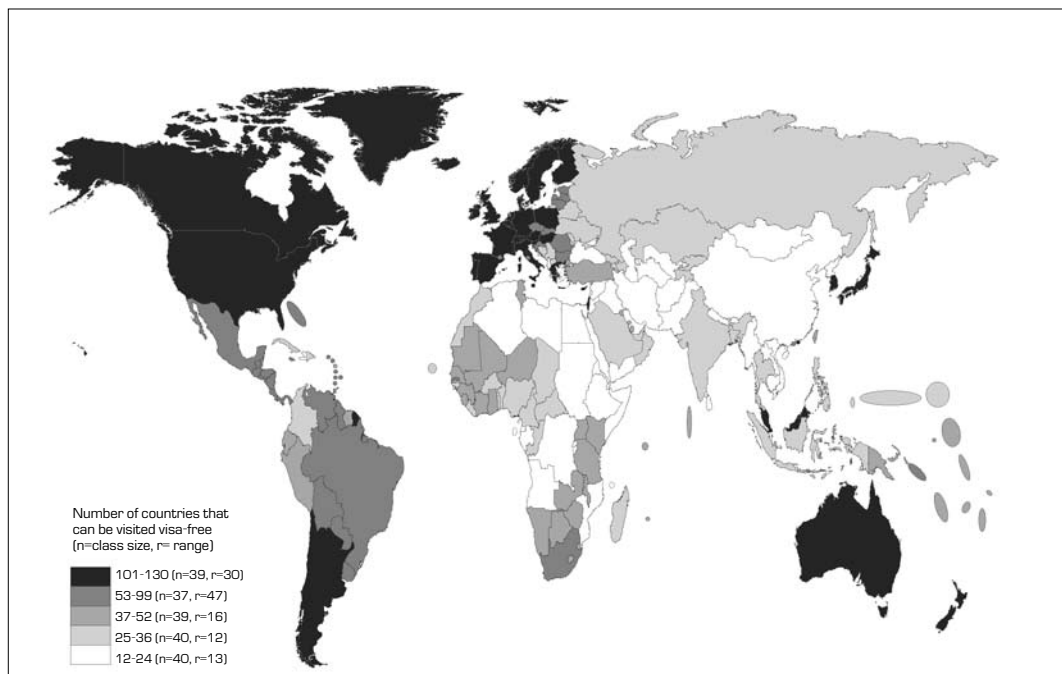 Number of countries that
can be visited visa-free
(n=class size, r= range)
101-130 (n=39, r=30)
53-99 (n=37, r=47)
37-52 (n=39, r=16)
25-36 (n=40, r=12)
12-24 (n=40, r=13)